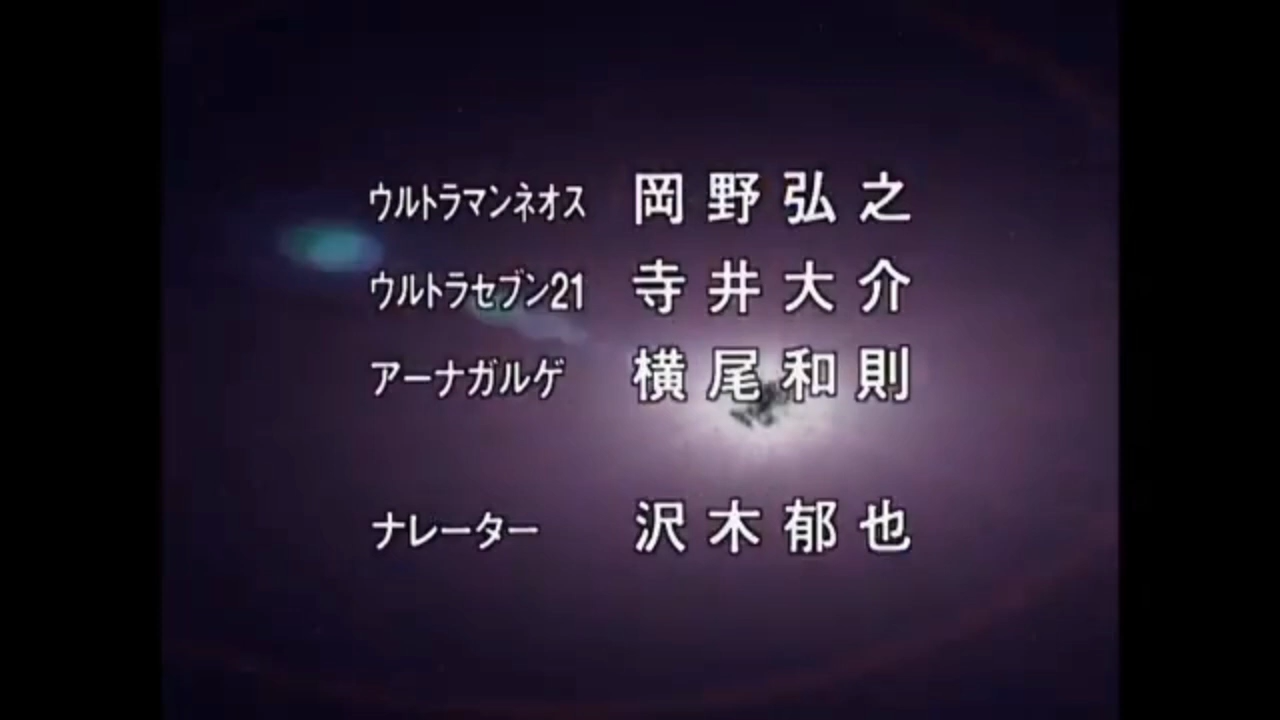 ウルトラマンネオス 岡野弘之
ウルトラセブン21 寺井大介
アーナガルゲ 横尾和則
ナレーター 沢木郁也